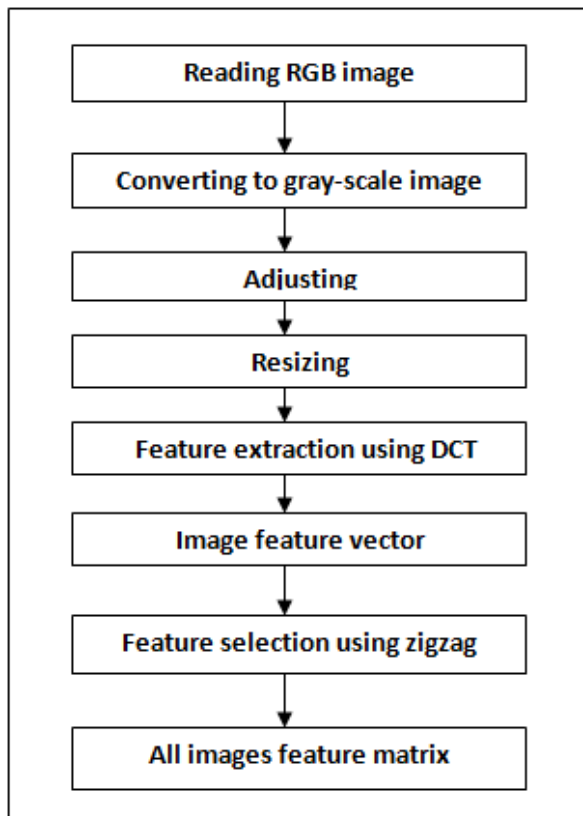 Reading RGB image
Converting to gray-scale image
Adjusting
Resizing
Feature extraction using DCT
Image feature vector
Feature selection using zigzag
All images feature matrix